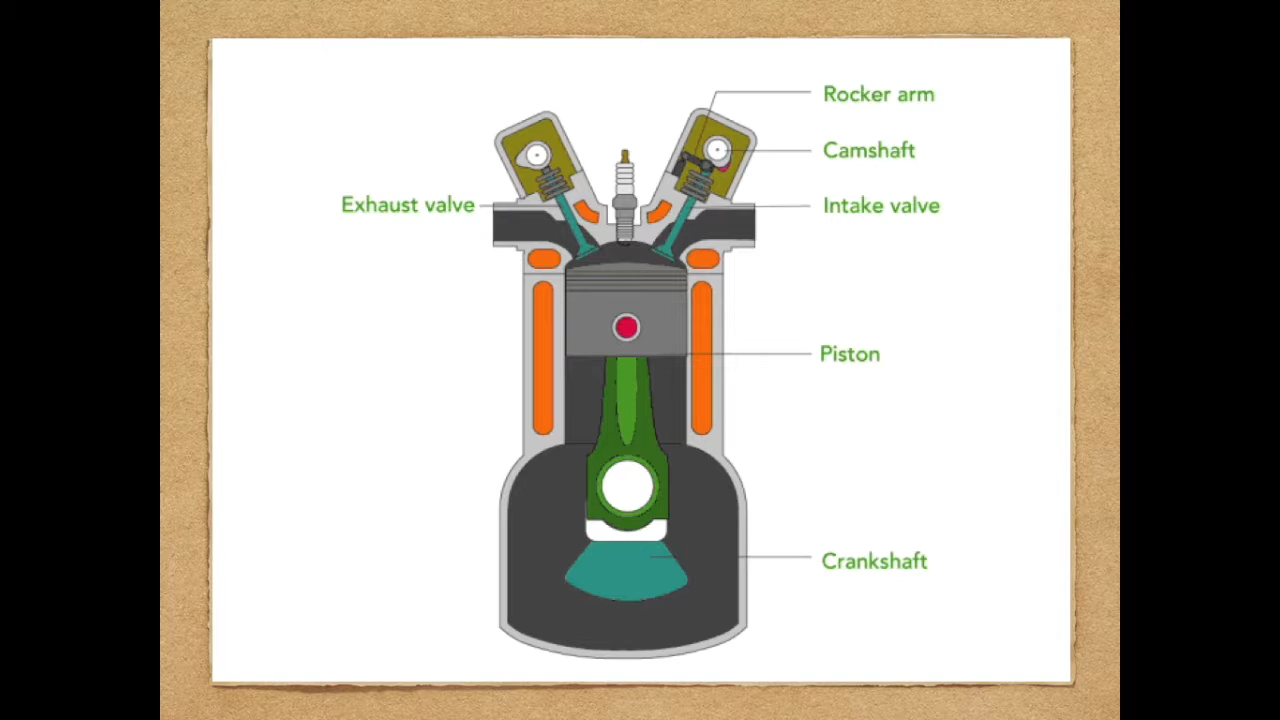 Rocker arm
Camshaft
Exhaust valve
Intake valve
Piston
Crankshaft